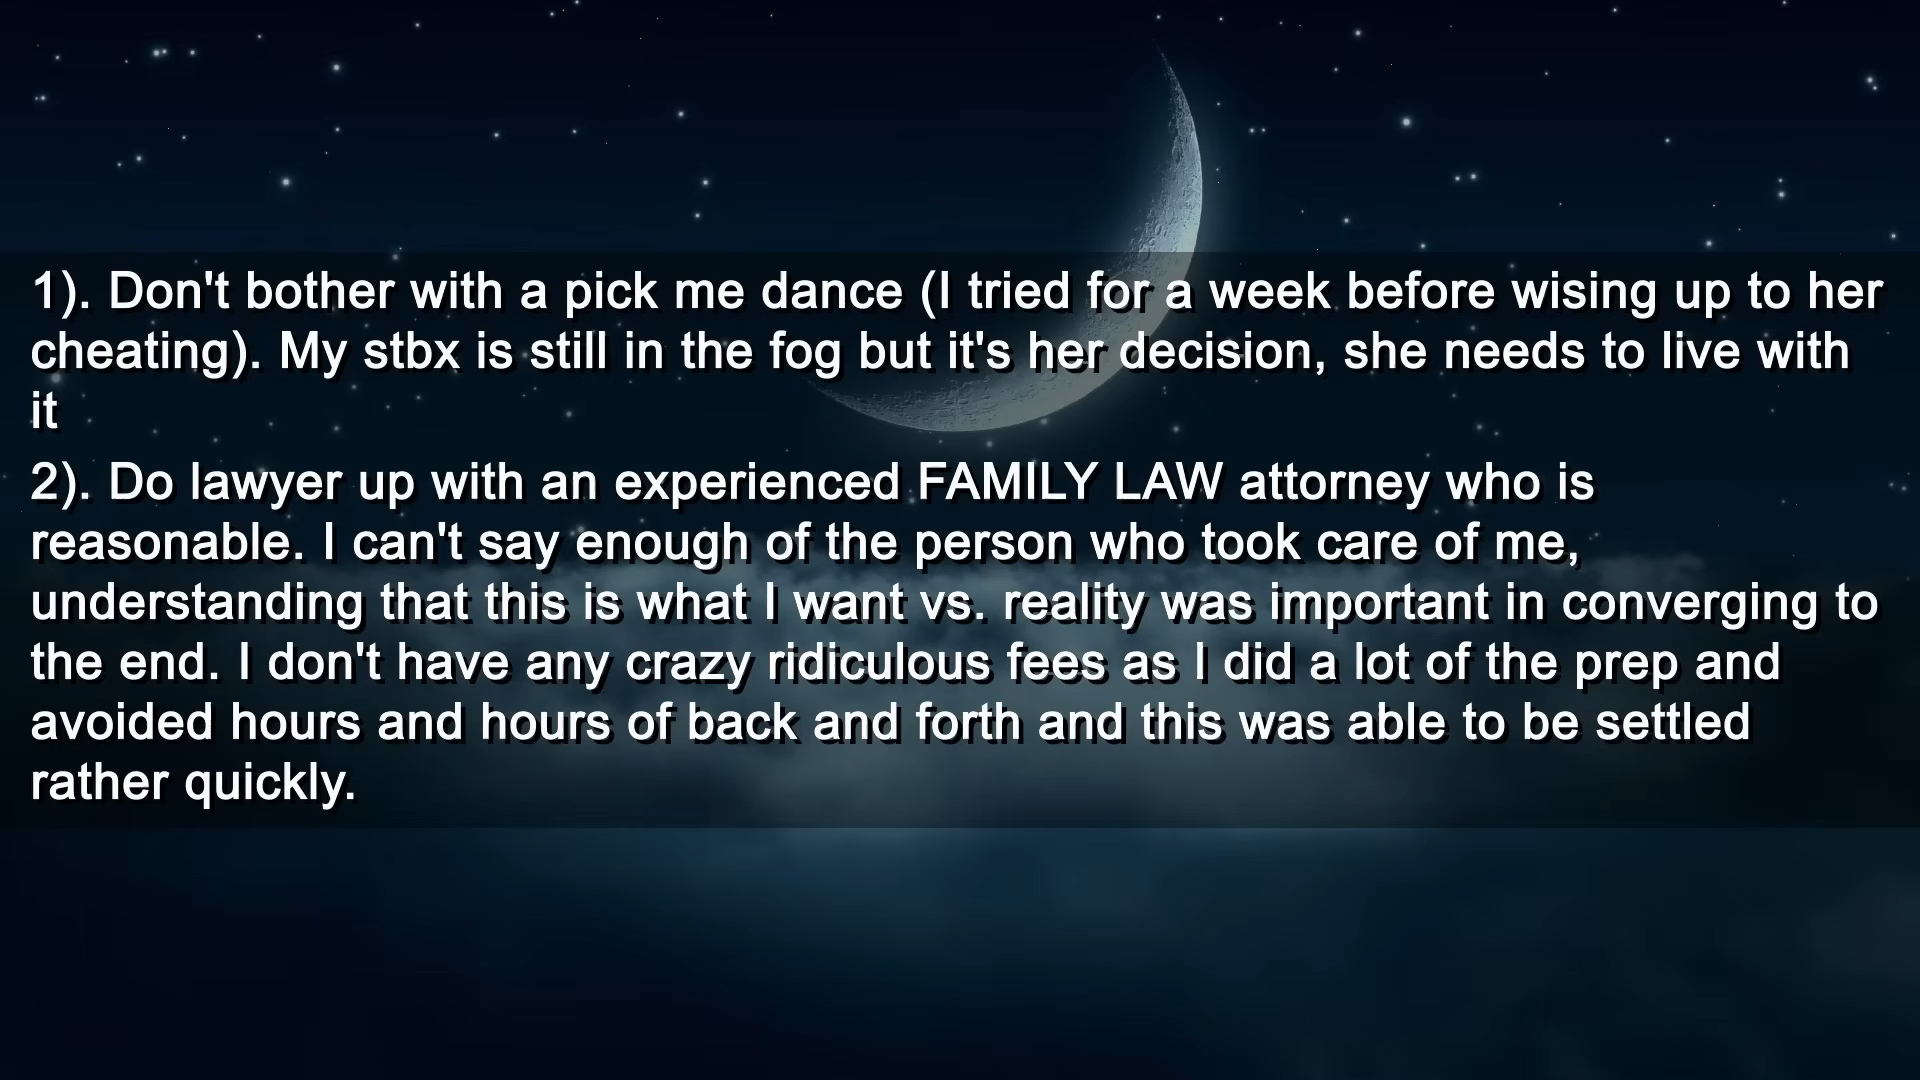 1). Don't bother with a pick me dance (I tried for a week before wising up to her
cheating). My stbx is still in the fog but it's her decision, she needs to live with
it
2). Do lawyer up with an experienced FAMILY LAW attorney who is
reasonable. I can't say enough of the person who took care of me,
understanding that this is what I want vs. reality was important in converging to
the end. I don't have any crazy ridiculous fees as I did a lot of the prep and
avoided hours and hours of back and forth and this was able to be settled
rather quickly.